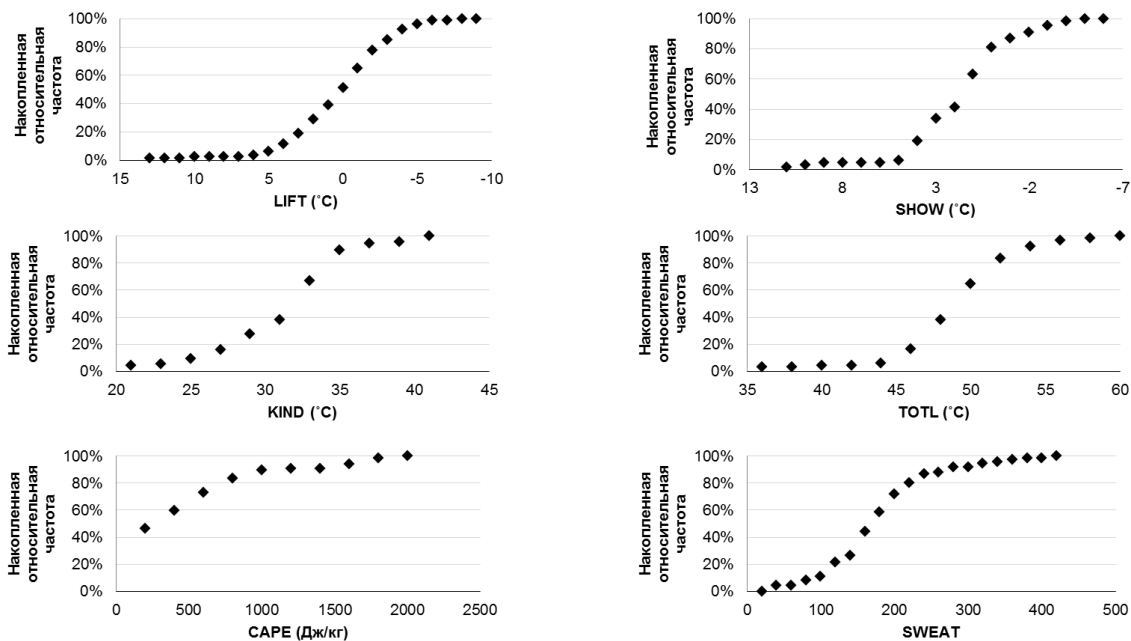 Накопленная
относительная
частота
100%
80%
60%
40%
20%
0%
15 10 5 0 -5 -10
LIFT (˚C)
Накопленная
относительная
частота
100%
80%
60%
40%
20%
0%
13 8 3 -2 -7
SHOW (˚C)
Накопленная
относительная
частота
100%
80%
60%
40%
20%
0%
20 25 30 35 40 45
KIND (˚C)
Накопленная
относительная
частота
100%
80%
60%
40%
20%
0%
35 40 45 50 55 60
TOTL (˚C)
Накопленная
относительная
частота
100%
80%
60%
40%
20%
0%
0 500 1000 1500 2000 2500
CAPE (Дж/кг)
Накопленная
относительная
частота
100%
80%
60%
40%
20%
0%
0 100 200 300 400 500
SWEAT